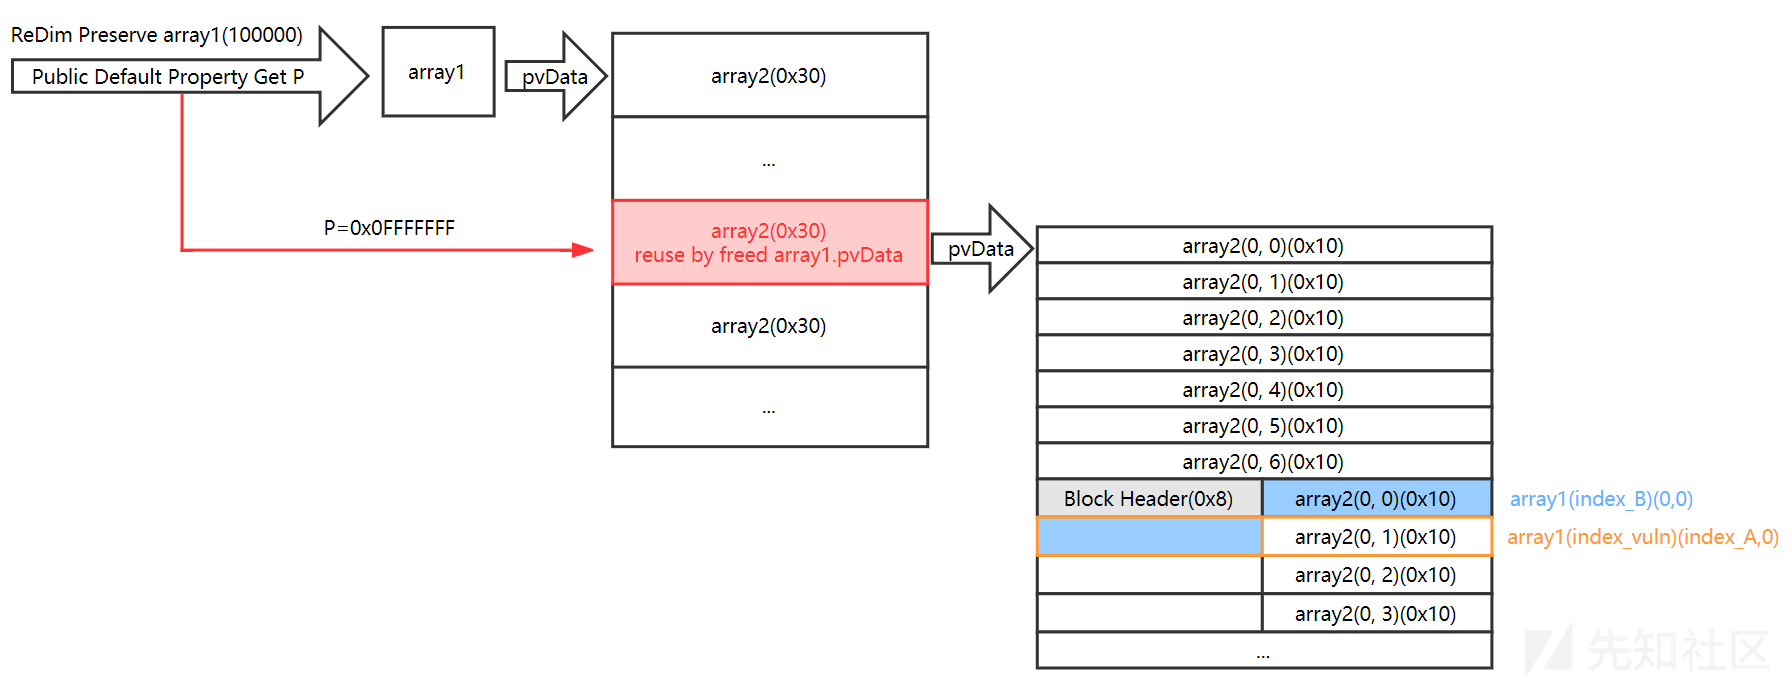 ReDim Preserve array1(100000)
Public Default Property Get P
array1
pvData
array2(0x30)
...
P=0x0FFFFFFF
array2(0x30)
reuse by freed array1.pvData
pvData
array2(0x30)
...
array2(0, 0)(0x10)
array2(0, 1)(0x10)
array2(0, 2)(0x10)
array2(0, 3)(0x10)
array2(0, 4)(0x10)
array2(0, 5)(0x10)
array2(0, 6)(0x10)
Block Header(0x8)
array2(0, 0)(0x10)
array1(index_B)(0,0)
array2(0, 1)(0x10)
array1(index_vuln)(index_A,0)
array2(0, 2)(0x10)
array2(0, 3)(0x10)
...
先知社区